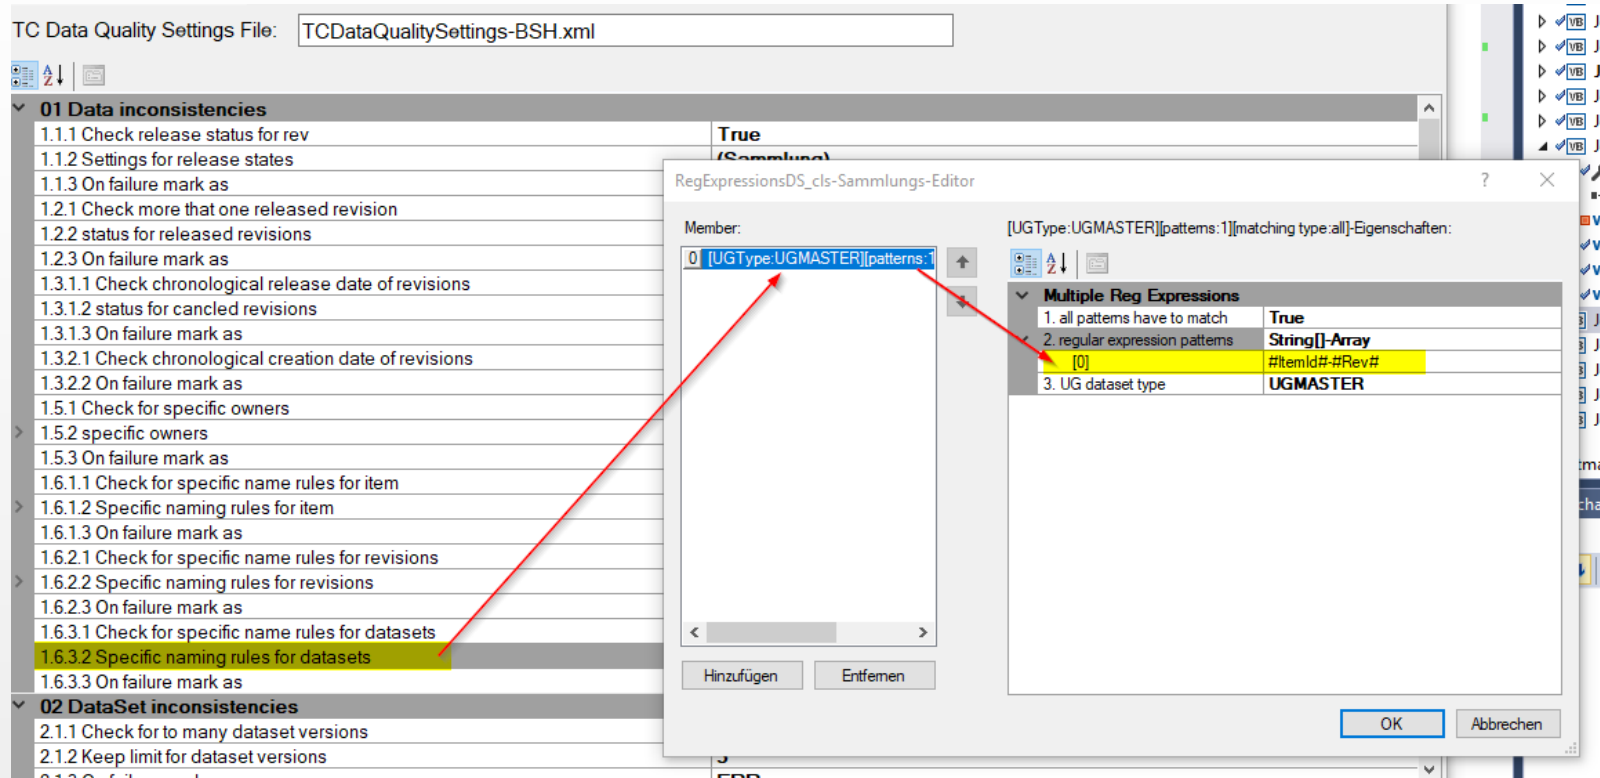 TC Data Quality Settings File: TCDataQualitySettings-BSH.xml
01 Data inconsistencies
1.1.1 Check release status for rev True
1.1.2 Settings for release states (Sammlung)
1.1.3 On failure mark as
1.2.1 Check more that one released revision
1.2.2 status for released revisions
1.2.3 On failure mark as
1.3.1.1 Check chronological release date of revisions
1.3.1.2 status for cancled revisions
1.3.1.3 On failure mark as
1.3.2.1 Check chronological creation date of revisions
1.3.2.2 On failure mark as
1.5.1 Check for specific owners
1.5.2 specific owners
1.5.3 On failure mark as
1.6.1.1 Check for specific name rules for item
1.6.1.2 Specific naming rules for item
1.6.1.3 On failure mark as
1.6.2.1 Check for specific name rules for revisions
1.6.2.2 Specific naming rules for revisions
1.6.2.3 On failure mark as
1.6.3.1 Check for specific name rules for datasets
1.6.3.2 Specific naming rules for datasets
1.6.3.3 On failure mark as
02 DataSet inconsistencies
2.1.1 Check for to many dataset versions
2.1.2 Keep limit for dataset versions
RegExpressionsDS_cls-Sammlungs-Editor
Member:
0 [UGType:UGMASTER][patterns:1
Hinzufügen
Entfernen
[UGType:UGMASTER][patterns:1][matching type:all]-Eigenschaften:
Multiple Reg Expressions
1. all patterns have to match True
2. regular expression patterns String[]-Array
[0] #ItemId#-#Rev#
3. UG dataset type UGMASTER
OK
Abbrechen